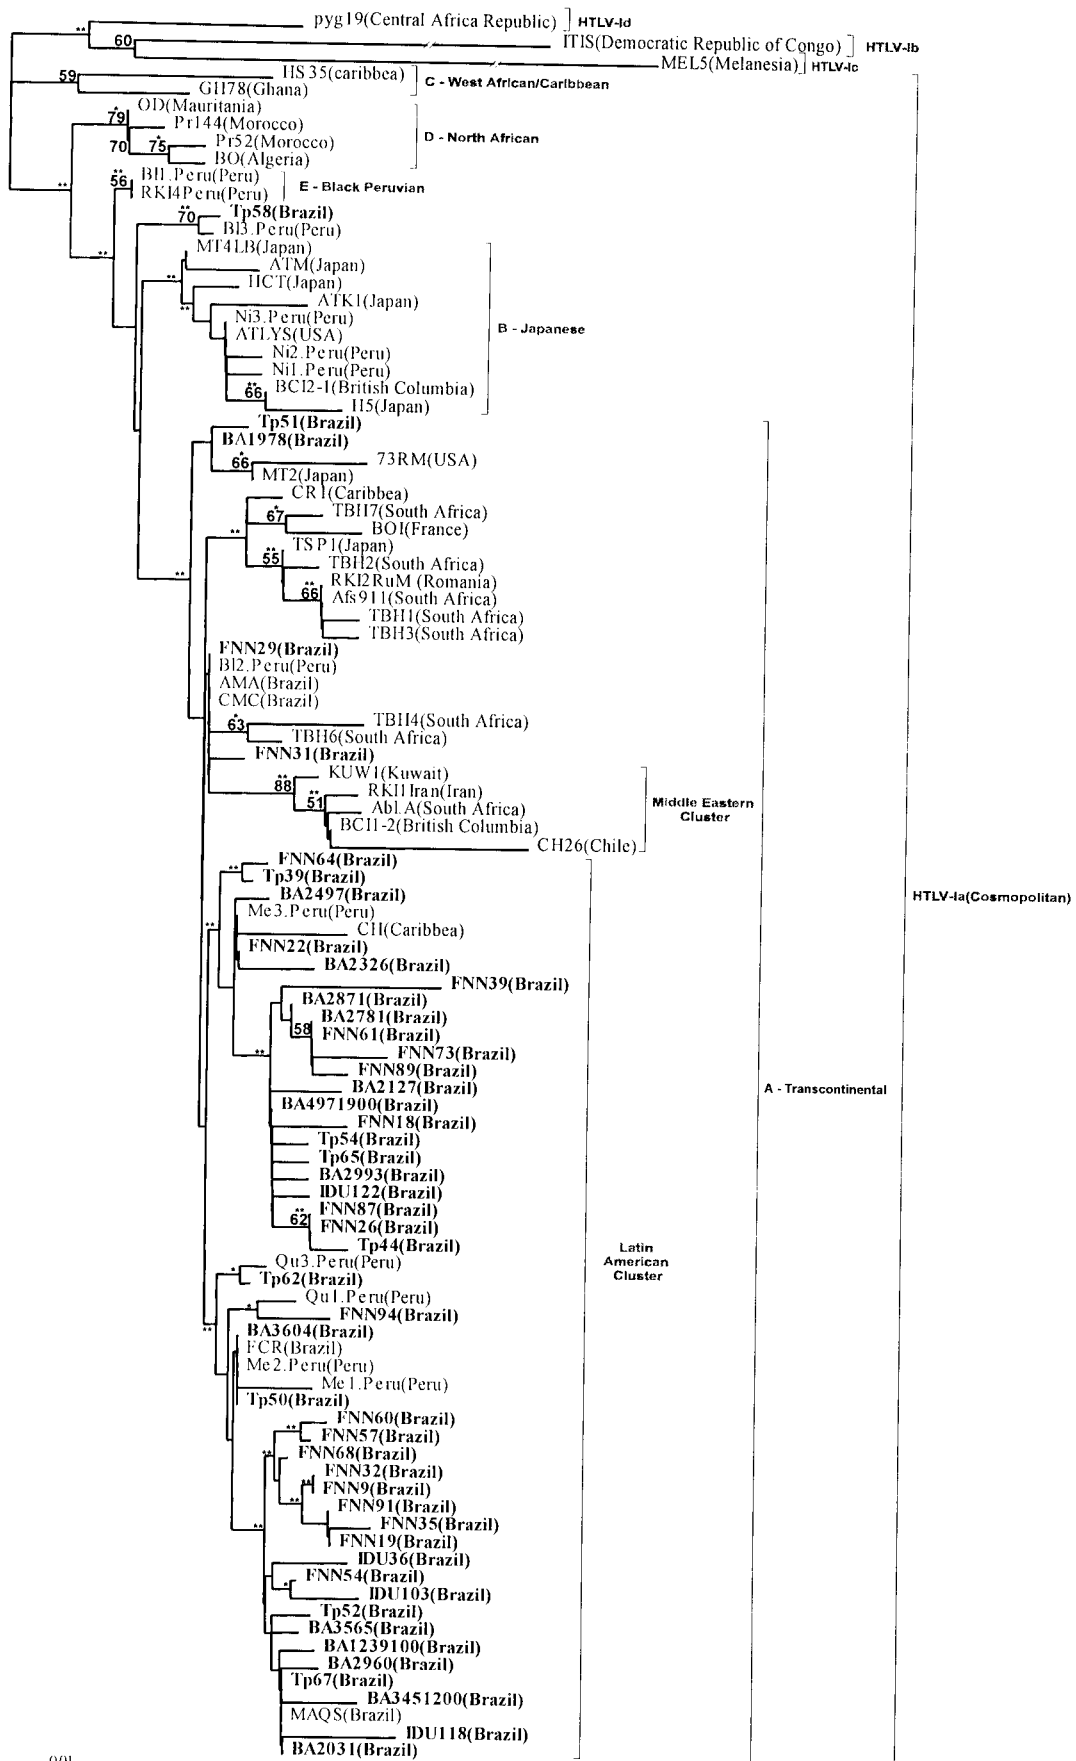 pyg19(Central Africa Republic) HTLV-Id
** 60 ITIS(Democratic Republic of Congo) HTLV-Ib
MEL5(Melanesia) HTLV-Ic
59 HS35(caribbea)
GH78(Ghana)
C - West African/Caribbean
OD(Mauritania)
* 79 Pr144(Morocco)
70 * 75 Pr52(Morocco)
BO(Algeria)
D - North African
** 56 Bl1.Peru(Peru)
** RKI4Peru(Peru)
E - Black Peruvian
** 70 Tp58(Brazil)
Bl3.Peru(Peru)
**
MT4LB(Japan)
** ATM(Japan)
HCT(Japan)
** ATK1(Japan)
Ni3.Peru(Peru)
ATLYS(USA)
B - Japanese
Ni2.Peru(Peru)
Ni1.Peru(Peru)
** 66 BCI2-1(British Columbia)
H5(Japan)
Tp51(Brazil)
BA1978(Brazil)
* 66 73RM(USA)
MT2(Japan)
CR1(Caribbea)
* 67 TBH7(South Africa)
** BOI(France)
TSP1(Japan)
** 55 TBH2(South Africa)
** RKI2RuM (Romania)
** 66 Afs911(South Africa)
TBH1(South Africa)
TBH3(South Africa)
FNN29(Brazil)
Bl2.Peru(Peru)
AMA(Brazil)
CMC(Brazil)
* 63 TBH4(South Africa)
TBH6(South Africa)
FNN31(Brazil)
** 88 KUW1(Kuwait)
** 51 RKI1Iran(Iran)
AbLA(South Africa)
BCI1-2(British Columbia)
CH26(Chile)
Middle Eastern
Cluster
FNN64(Brazil)
** Tp39(Brazil)
BA2497(Brazil)
HTLV-Ia(Cosmopolitan)
Me3.Peru(Peru)
** CH(Caribbea)
FNN22(Brazil)
BA2326(Brazil)
FNN39(Brazil)
BA2871(Brazil)
BA2781(Brazil)
58 FNN61(Brazil)
** FNN73(Brazil)
FNN89(Brazil)
BA2127(Brazil)
A - Transcontinental
BA4971900(Brazil)
FNN18(Brazil)
Tp54(Brazil)
Tp65(Brazil)
BA2993(Brazil)
IDU122(Brazil)
FNN87(Brazil)
** 62 FNN26(Brazil)
Tp44(Brazil)
Latin
American
Cluster
Qu3.Peru(Peru)
* Tp62(Brazil)
Qu1.Peru(Peru)
* FNN94(Brazil)
** BA3604(Brazil)
FCR(Brazil)
Me2.Peru(Peru)
Me1.Peru(Peru)
Tp50(Brazil)
FNN60(Brazil)
** FNN57(Brazil)
** FNN68(Brazil)
FNN32(Brazil)
** FNN9(Brazil)
** FNN91(Brazil)
** FNN35(Brazil)
FNN19(Brazil)
IDU36(Brazil)
FNN54(Brazil)
* IDU103(Brazil)
Tp52(Brazil)
BA3565(Brazil)
BA1239100(Brazil)
BA2960(Brazil)
Tp67(Brazil)
BA3451200(Brazil)
MAQS(Brazil)
IDU118(Brazil)
BA2031(Brazil)